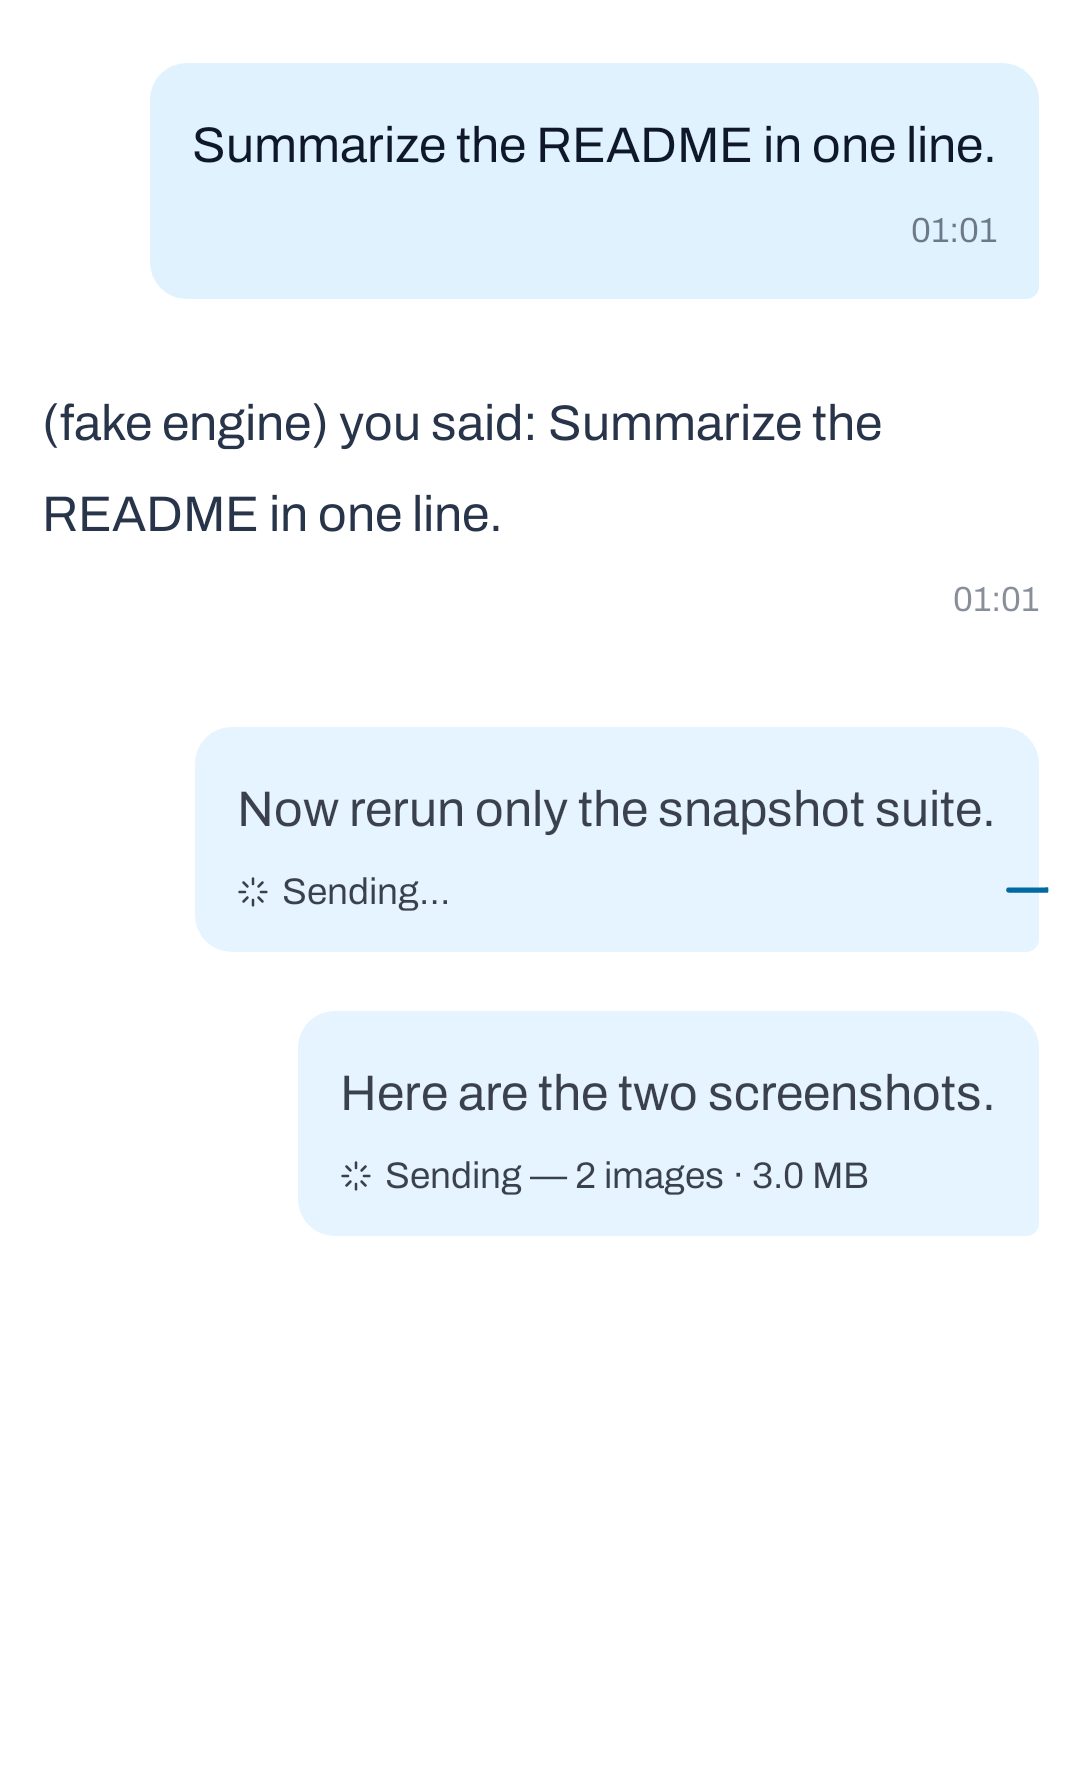 Summarize the README in one line.
01:01
(fake engine) you said: Summarize the
README in one line.
01:01
Now rerun only the snapshot suite.
Sending...
Here are the two screenshots.
Sending — 2 images · 3.0 MB